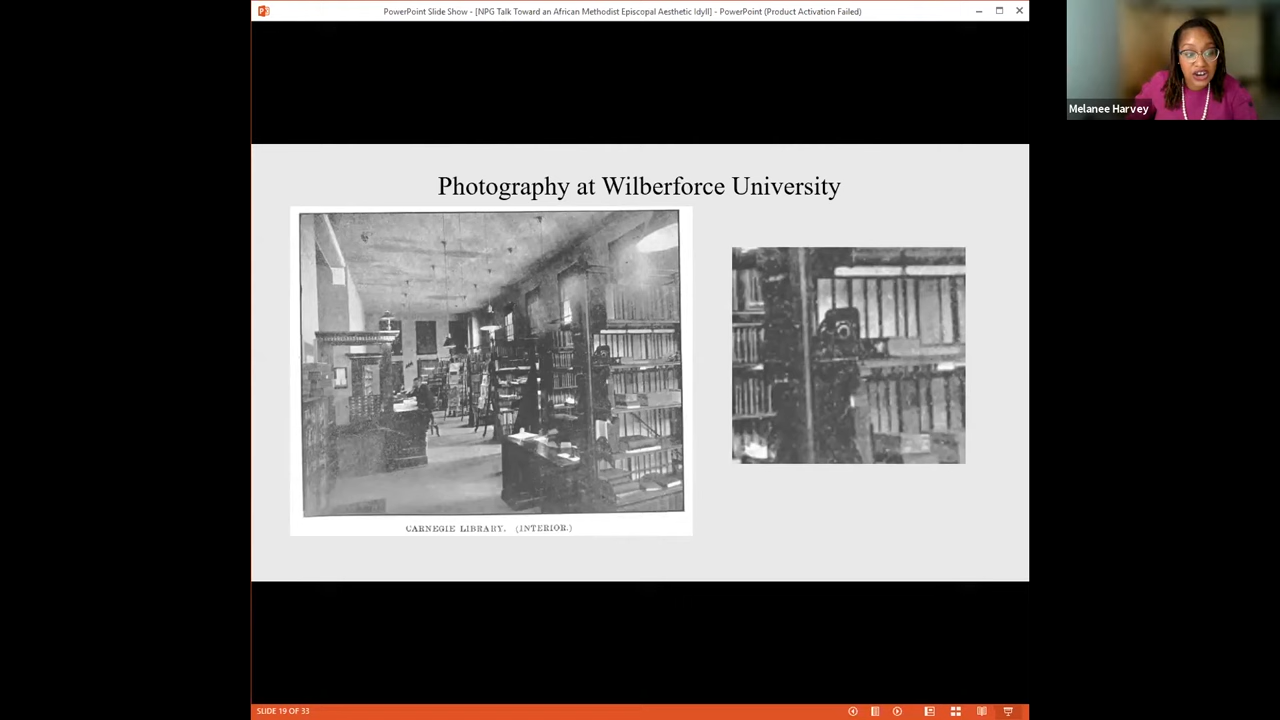 PowerPoint Slide Show - [NPG Talk Toward an African Methodist Episcopal Aesthetic Idyll] - PowerPoint (Product Activation Failed)
Melanee Harvey
Photography at Wilberforce University
CARNEGIE LIBRARY. (INTERIOR.)
SLIDE 19 OF 33